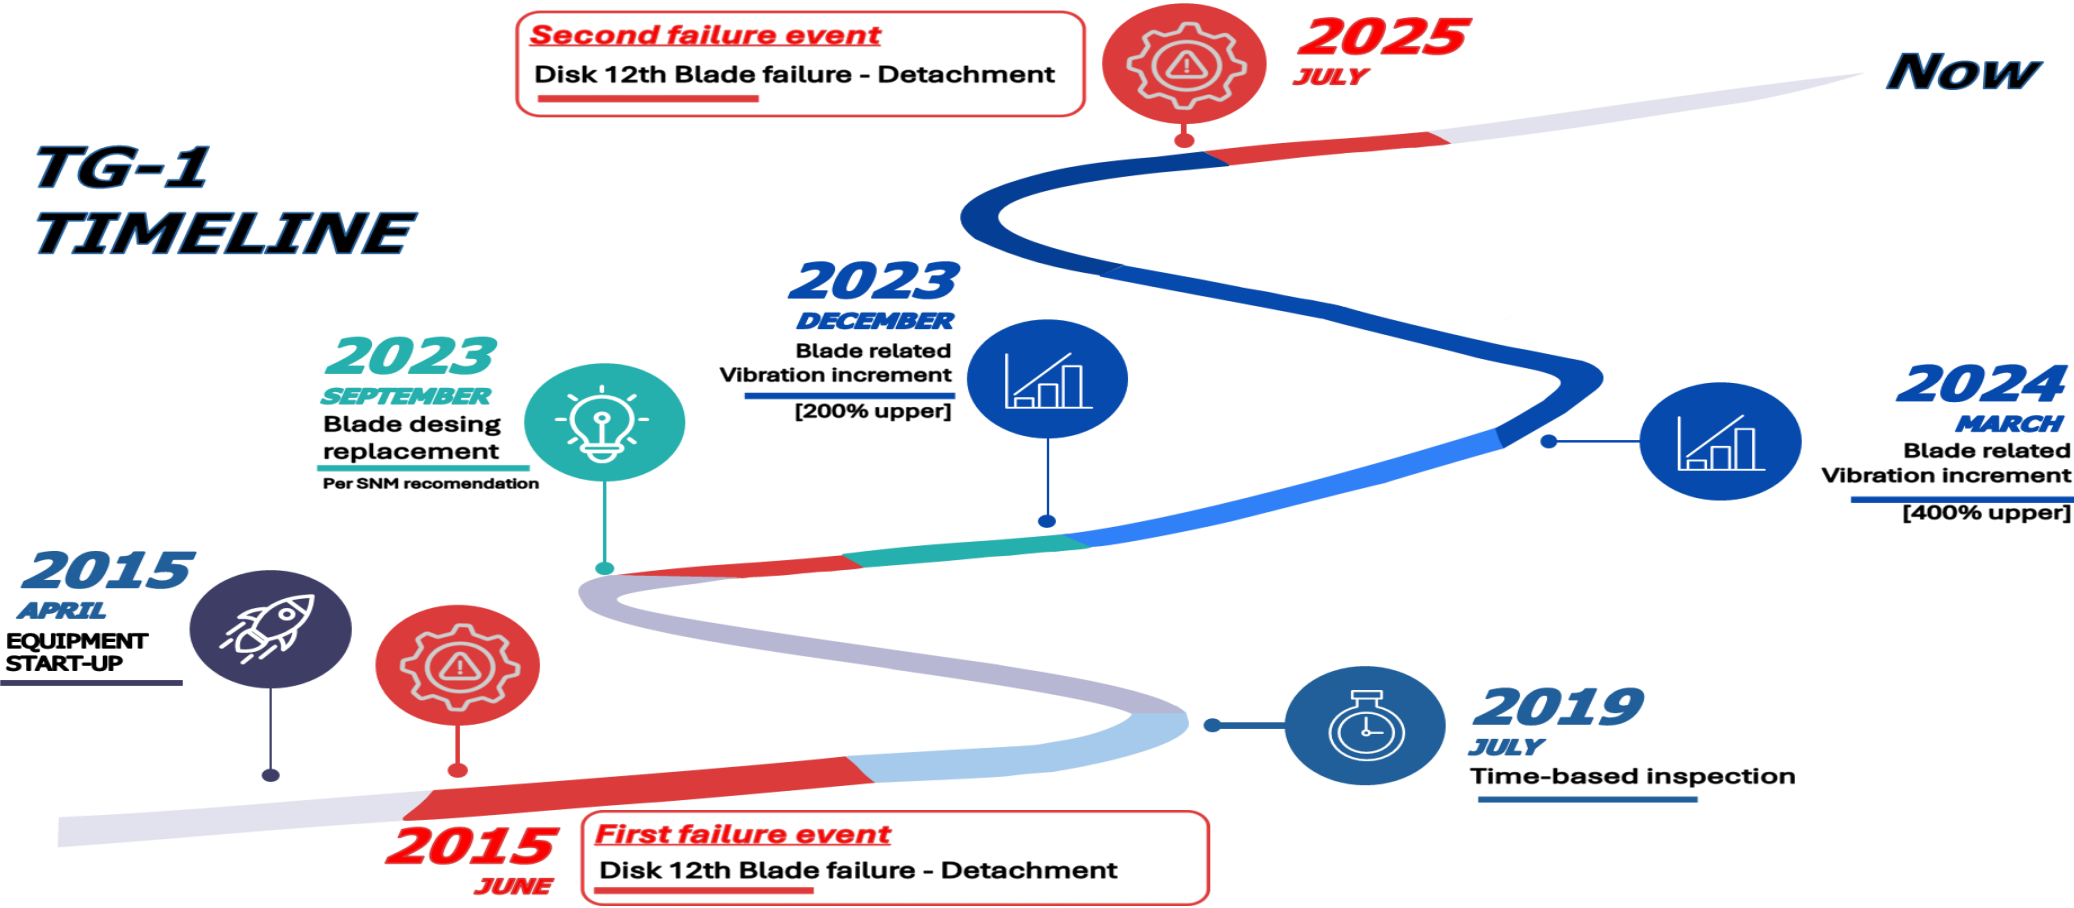 Second failure event
Disk 12th Blade failure - Detachment
2025
JULY
Now
TG-1
TIMELINE
2023
DECEMBER
Blade related
Vibration increment
[200% upper]
2023
SEPTEMBER
Blade desing
replacement
Per SNM recomendation
2024
MARCH
Blade related
Vibration increment
[400% upper]
2015
APRIL
EQUIPMENT
START-UP
2019
JULY
Time-based inspection
2015
JUNE
First failure event
Disk 12th Blade failure - Detachment